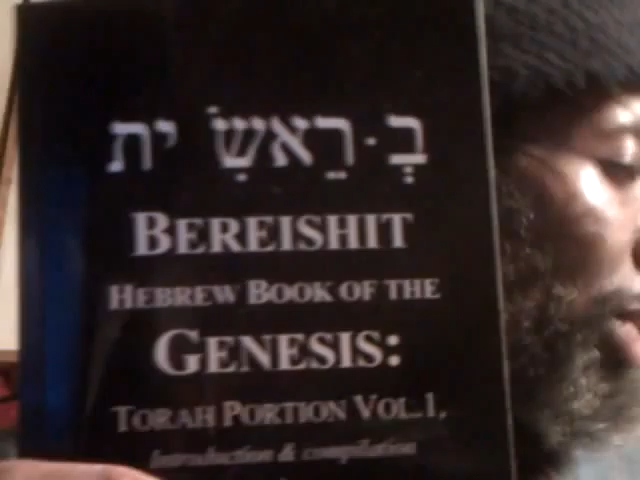 בְּ·רֵאשִׁ ית
BEREISHIT
HEBREW BOOK OF THE
GENESIS:
TORAH PORTION VOL.1,
Introduction & compilation